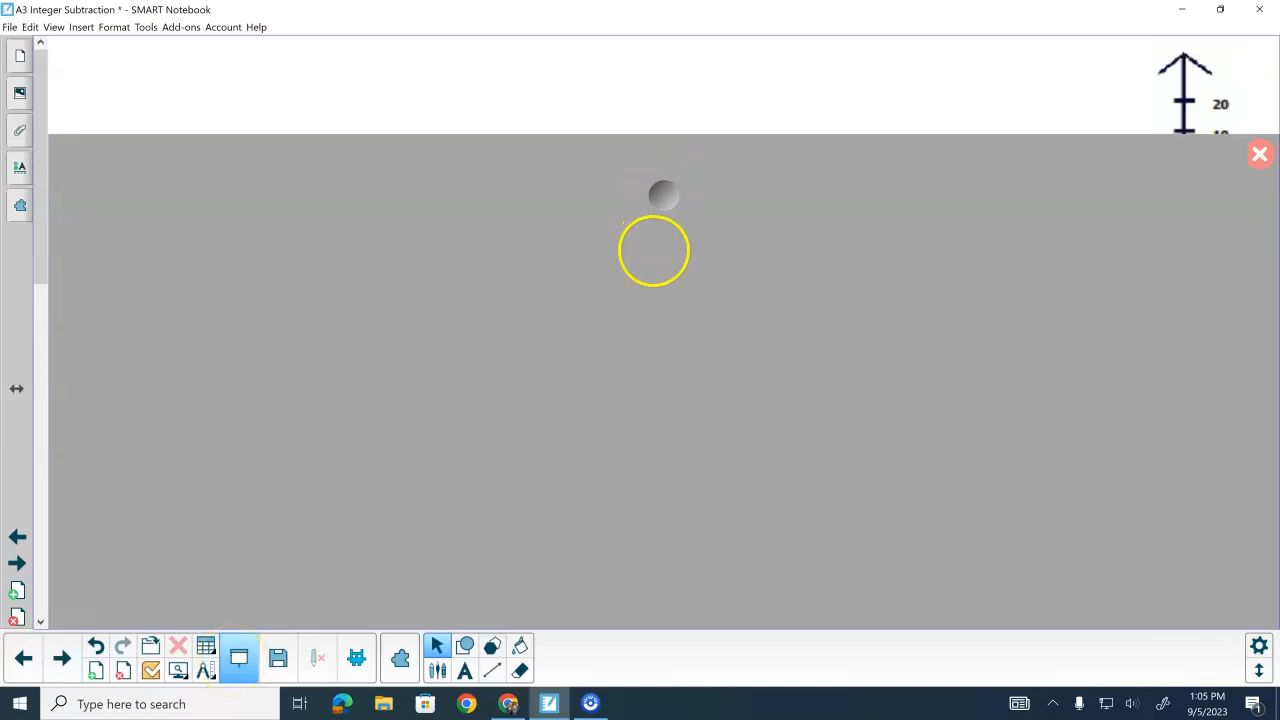 A3 Integer Subtraction * - SMART Notebook
File Edit View Insert Format Tools Add-ons Account Help
20
Type here to search
1:05 PM
9/5/2023